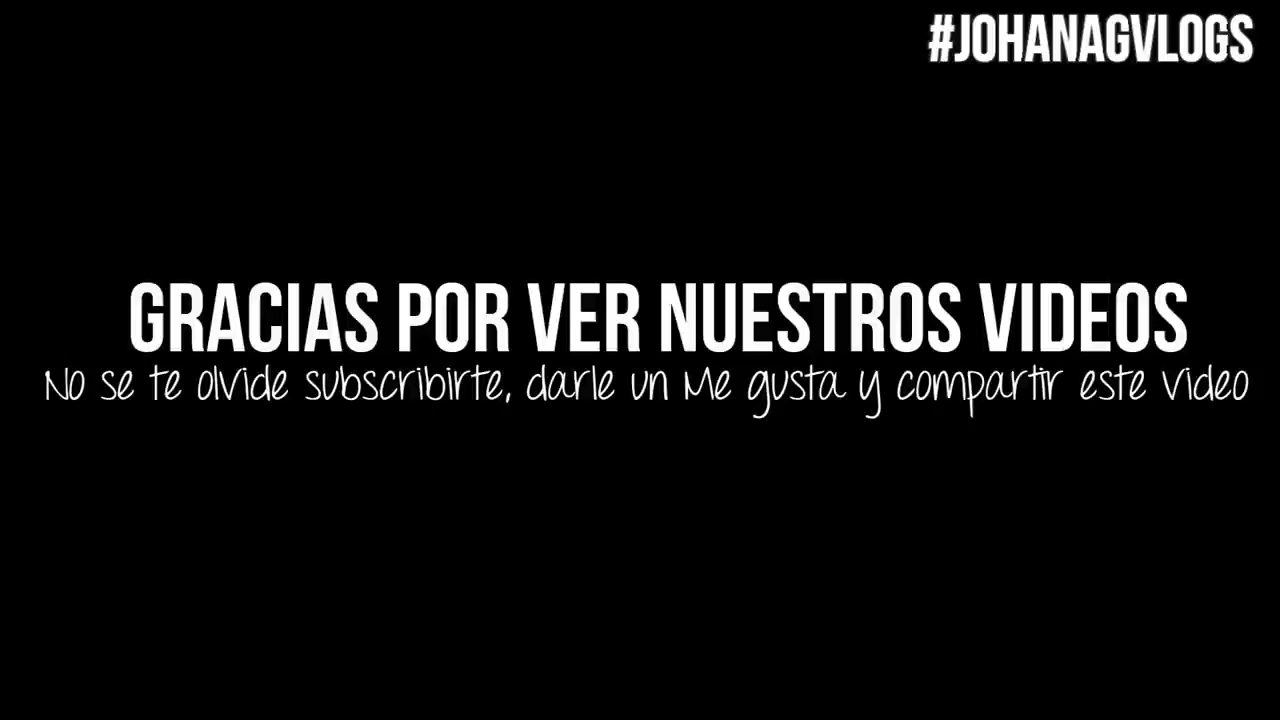 #JOHANAGVLOGS
GRACIAS POR VER NUESTROS VIDEOS
No se te olvide subscribirte, darle un Me gusta y compartir este video